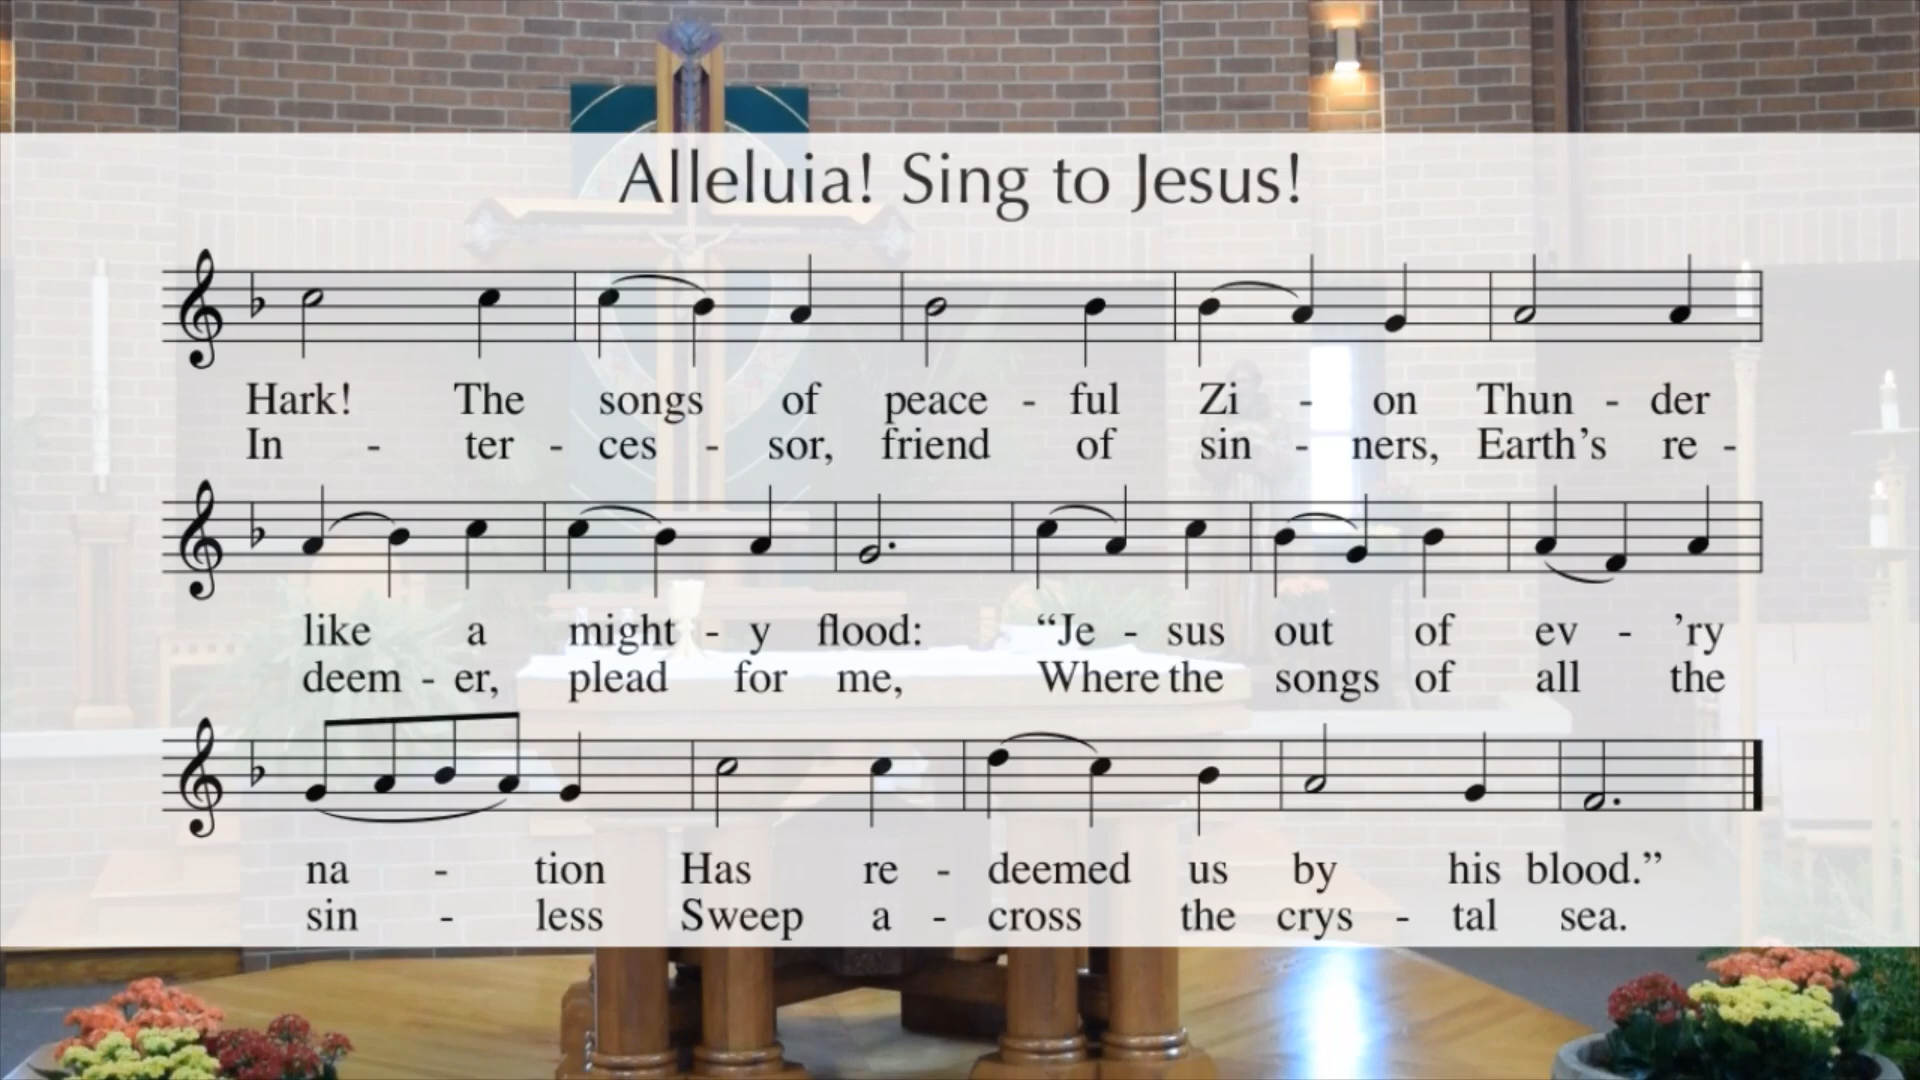 Alleluia! Sing to Jesus!
Hark! The songs of peace - ful Zi - on Thun - der
In - ter - ces - sor, friend of sin - ners, Earth's re -
like a might - y flood: “Je - sus out of ev - 'ry
deem - er, plead for me, Where the songs of all the
na - tion Has re - deemed us by his blood.”
sin - less Sweep a - cross the crys - tal sea.